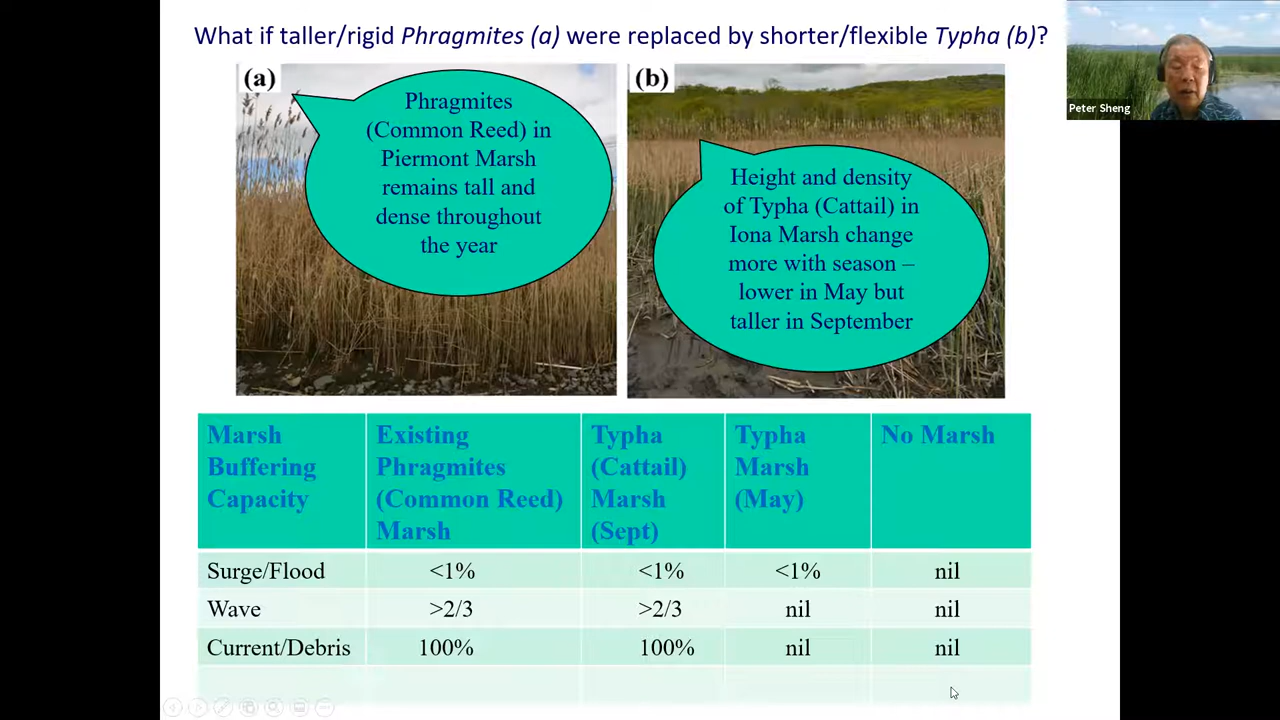 What if taller/rigid Phragmites (a) were replaced by shorter/flexible Typha (b)?
Peter Sheng
(a)
Phragmites
(Common Reed) in
Piermont Marsh
remains tall and
dense throughout
the year
(b)
Height and density
of Typha (Cattail) in
Iona Marsh change
more with season –
lower in May but
taller in September
Marsh Buffering Capacity | Existing Phragmites (Common Reed) Marsh | Typha (Cattail) Marsh (Sept) | Typha Marsh (May) | No Marsh
Surge/Flood <1% <1% <1% nil
Wave >2/3 >2/3 nil nil
Current/Debris 100% 100% nil nil